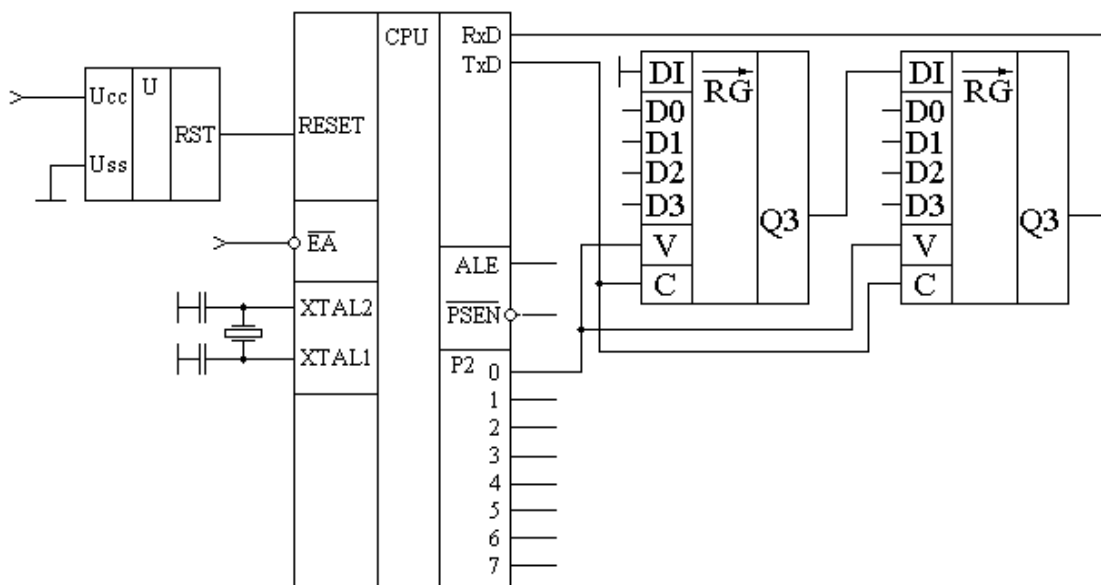 Ucc U
RST
Uss
CPU
RESET
EA
XTAL2
XTAL1
RxD
TxD
ALE
PSEN
P2 0
1
2
3
4
5
6
7
DI RG
D0
D1
D2
D3
Q3
V
C
DI RG
D0
D1
D2
D3
Q3
V
C